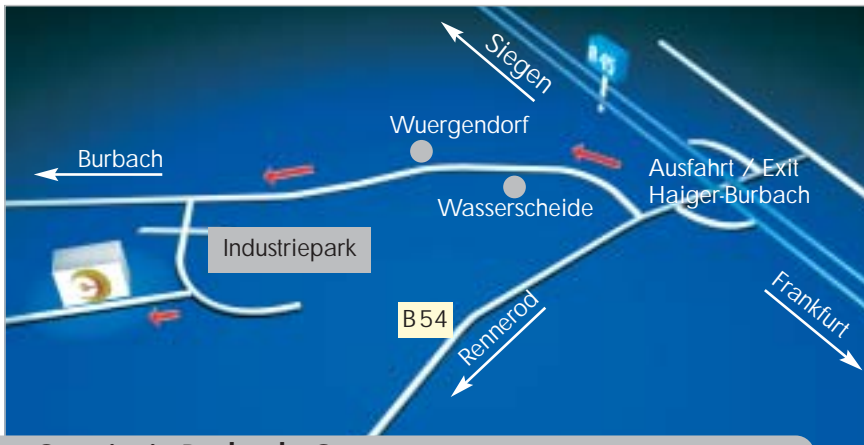 Siegen
Wuergendorf
Burbach
Ausfahrt / Exit
Haiger-Burbach
Wasserscheide
Industriepark
Frankfurt
B54
Rennerod